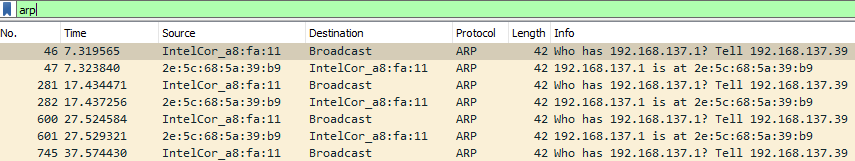 arp
No. Time Source Destination Protocol Length Info
46 7.319565 IntelCor_a8:fa:11 Broadcast ARP 42 Who has 192.168.137.1? Tell 192.168.137.39
47 7.323840 2e:5c:68:5a:39:b9 IntelCor_a8:fa:11 ARP 42 192.168.137.1 is at 2e:5c:68:5a:39:b9
281 17.434471 IntelCor_a8:fa:11 Broadcast ARP 42 Who has 192.168.137.1? Tell 192.168.137.39
282 17.437256 2e:5c:68:5a:39:b9 IntelCor_a8:fa:11 ARP 42 192.168.137.1 is at 2e:5c:68:5a:39:b9
600 27.524584 IntelCor_a8:fa:11 Broadcast ARP 42 Who has 192.168.137.1? Tell 192.168.137.39
601 27.529321 2e:5c:68:5a:39:b9 IntelCor_a8:fa:11 ARP 42 192.168.137.1 is at 2e:5c:68:5a:39:b9
745 37.574430 IntelCor_a8:fa:11 Broadcast ARP 42 Who has 192.168.137.1? Tell 192.168.137.39